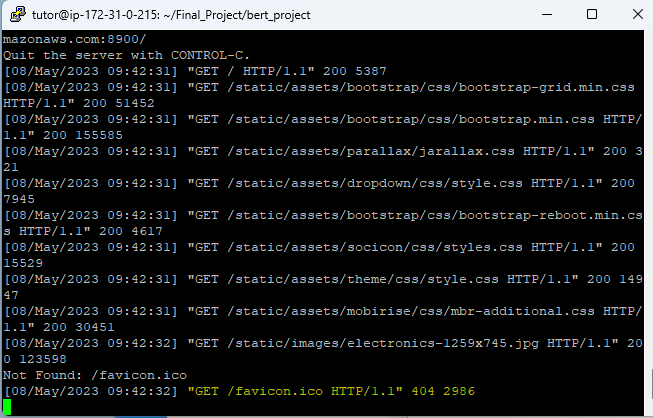 tutor@ip-172-31-0-215: ~/Final_Project/bert_project
mazonaws.com:8900/
Quit the server with CONTROL-C.
[08/May/2023 09:42:31] "GET / HTTP/1.1" 200 5387
[08/May/2023 09:42:31] "GET /static/assets/bootstrap/css/bootstrap-grid.min.css
HTTP/1.1" 200 51452
[08/May/2023 09:42:31] "GET /static/assets/bootstrap/css/bootstrap.min.css HTTP/
1.1" 200 155585
[08/May/2023 09:42:31] "GET /static/assets/parallax/jarallax.css HTTP/1.1" 200 3
21
[08/May/2023 09:42:31] "GET /static/assets/dropdown/css/style.css HTTP/1.1" 200
7945
[08/May/2023 09:42:31] "GET /static/assets/bootstrap/css/bootstrap-reboot.min.cs
s HTTP/1.1" 200 4617
[08/May/2023 09:42:31] "GET /static/assets/socicon/css/styles.css HTTP/1.1" 200
15529
[08/May/2023 09:42:31] "GET /static/assets/theme/css/style.css HTTP/1.1" 200 149
47
[08/May/2023 09:42:31] "GET /static/assets/mobirise/css/mbr-additional.css HTTP/
1.1" 200 30451
[08/May/2023 09:42:32] "GET /static/images/electronics-1259x745.jpg HTTP/1.1" 20
0 123598
Not Found: /favicon.ico
[08/May/2023 09:42:32] "GET /favicon.ico HTTP/1.1" 404 2986